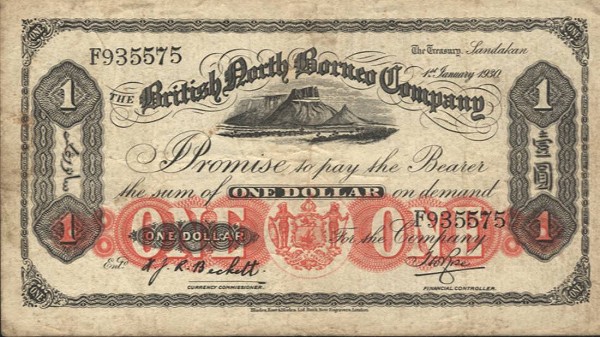 F935575
The Treasury, Sandakan
1st January 1930.
THE British North Borneo Company
1
1
Promise to pay the Bearer
the sum of ONE DOLLAR on demand
壹圓
ONE ONE
F935575
1
1
ONE DOLLAR
For the Company
Entd.
CURRENCY COMMISSIONER.
FINANCIAL CONTROLLER.